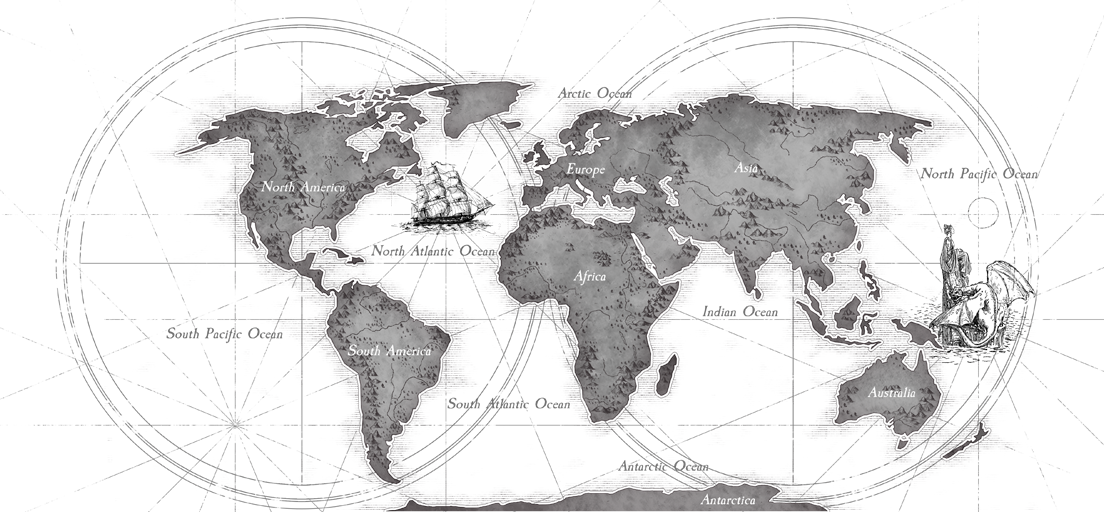 Arctic Ocean
Europe
Asia
North Pacific Ocean
North America
North Atlantic Ocean
Africa
Indian Ocean
South Pacific Ocean
South America
Australia
South Atlantic Ocean
Antarctic Ocean
Antarctica